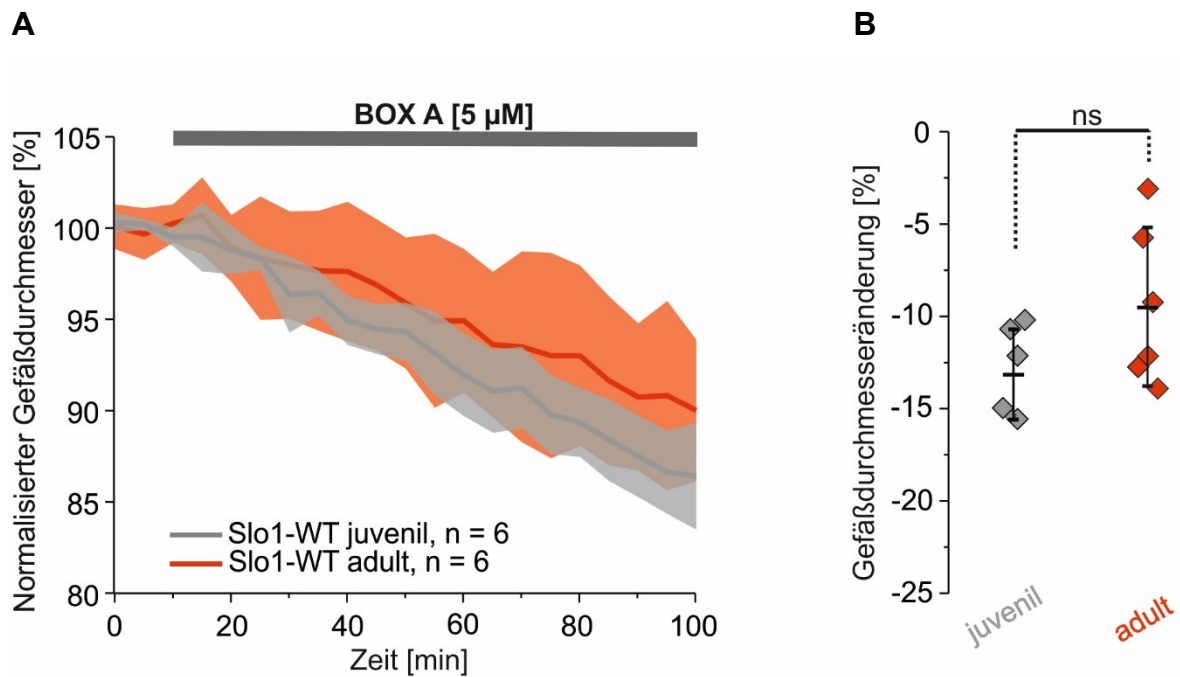 A
B
BOX A [5 µM]
Normalisierter Gefäßdurchmesser [%]
105
100
95
90
85
80
Slo1-WT juvenil, n = 6
Slo1-WT adult, n = 6
0
20
40
60
80
100
Zeit [min]
ns
Gefäßdurchmesseränderung [%]
0
-5
-10
-15
-20
-25
juvenil
adult